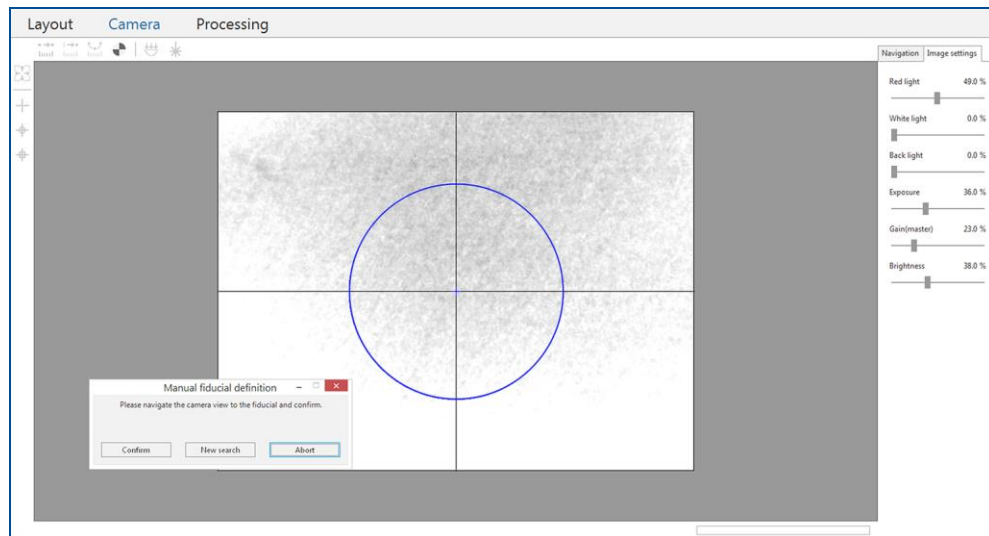 Layout Camera Processing
Navigation Image settings
Red light 49.0 %
White light 0.0 %
Back light 0.0 %
Exposure 36.0 %
Gain(master) 23.0 %
Brightness 38.0 %
Manual fiducial definition
Please navigate the camera view to the fiducial and confirm.
Confirm New search Abort